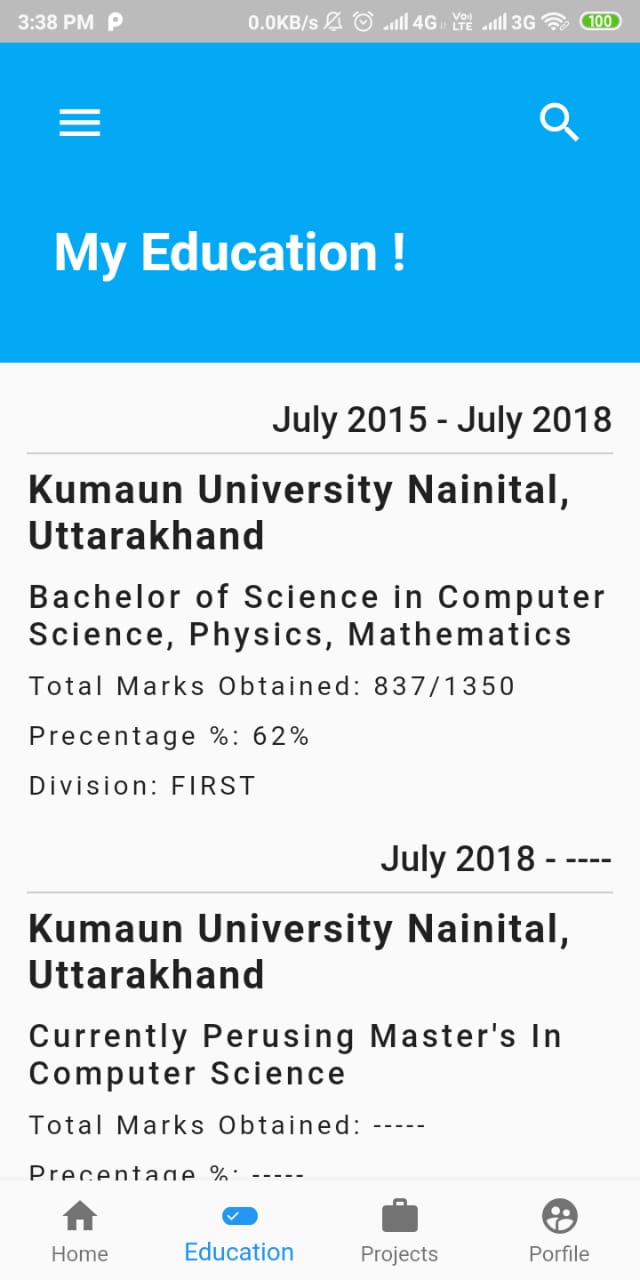 3:38 PM
0.0KB/s 4G Vo) LTE 3G 100
My Education !
July 2015 - July 2018
Kumaun University Nainital,
Uttarakhand
Bachelor of Science in Computer
Science, Physics, Mathematics
Total Marks Obtained: 837/1350
Precentage %: 62%
Division: FIRST
July 2018 - ----
Kumaun University Nainital,
Uttarakhand
Currently Perusing Master's In
Computer Science
Total Marks Obtained: -----
Precentage %: -----
Home Education Projects Porfile